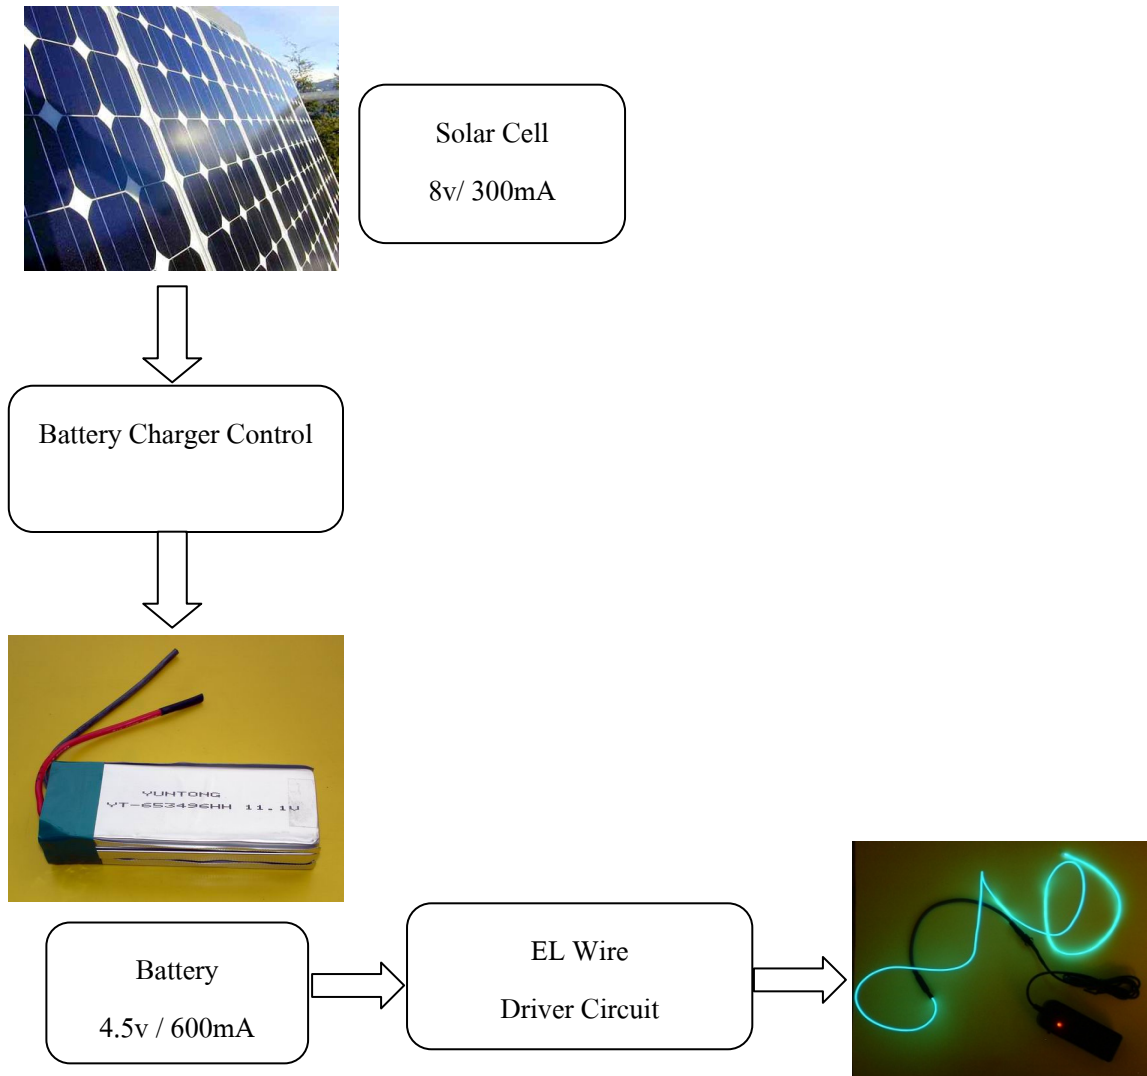 Solar Cell
8v/ 300mA
Battery Charger Control
YUNTONG
YT-653496HH 11.1V
Battery
4.5v / 600mA
EL Wire
Driver Circuit